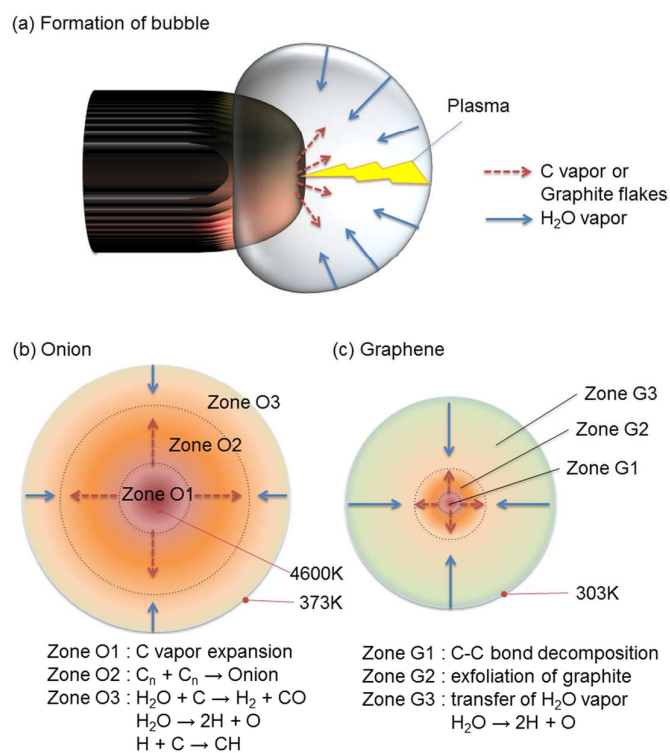 (a) Formation of bubble
Plasma
C vapor or
Graphite flakes
H₂O vapor
(b) Onion
Zone O3
Zone O2
Zone O1
4600K
373K
Zone O1 : C vapor expansion
Zone O2 : Cₙ + Cₙ → Onion
Zone O3 : H₂O + C → H₂ + CO
H₂O → 2H + O
H + C → CH
(c) Graphene
Zone G3
Zone G2
Zone G1
303K
Zone G1 : C-C bond decomposition
Zone G2 : exfoliation of graphite
Zone G3 : transfer of H₂O vapor
H₂O → 2H + O